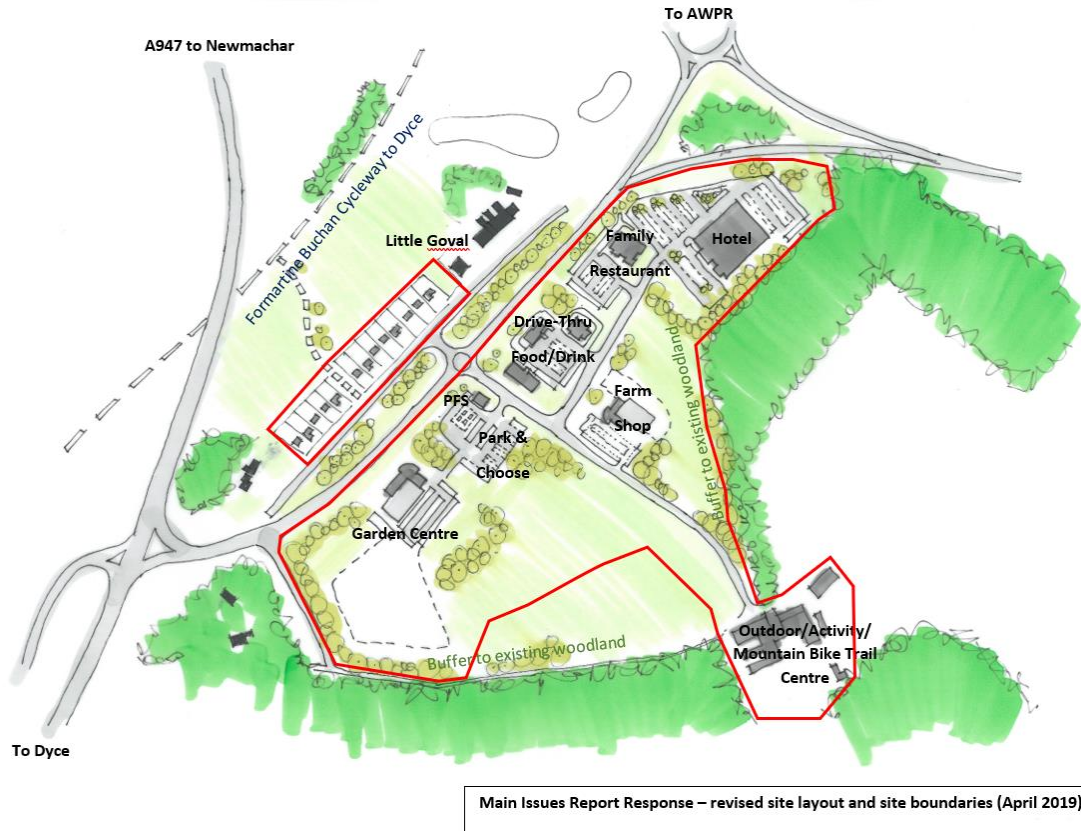 To AWPR
A947 to Newmachar
Formartine Buchan Cycleway to Dyce
Little Goval
Family
Restaurant
Hotel
Drive-Thru
Food/Drink
PFS
Park &
Choose
Farm
Shop
Buffer to existing woodland
Garden Centre
Buffer to existing woodland
Outdoor/Activity/
Mountain Bike Trail
Centre
To Dyce
Main Issues Report Response – revised site layout and site boundaries (April 2019)